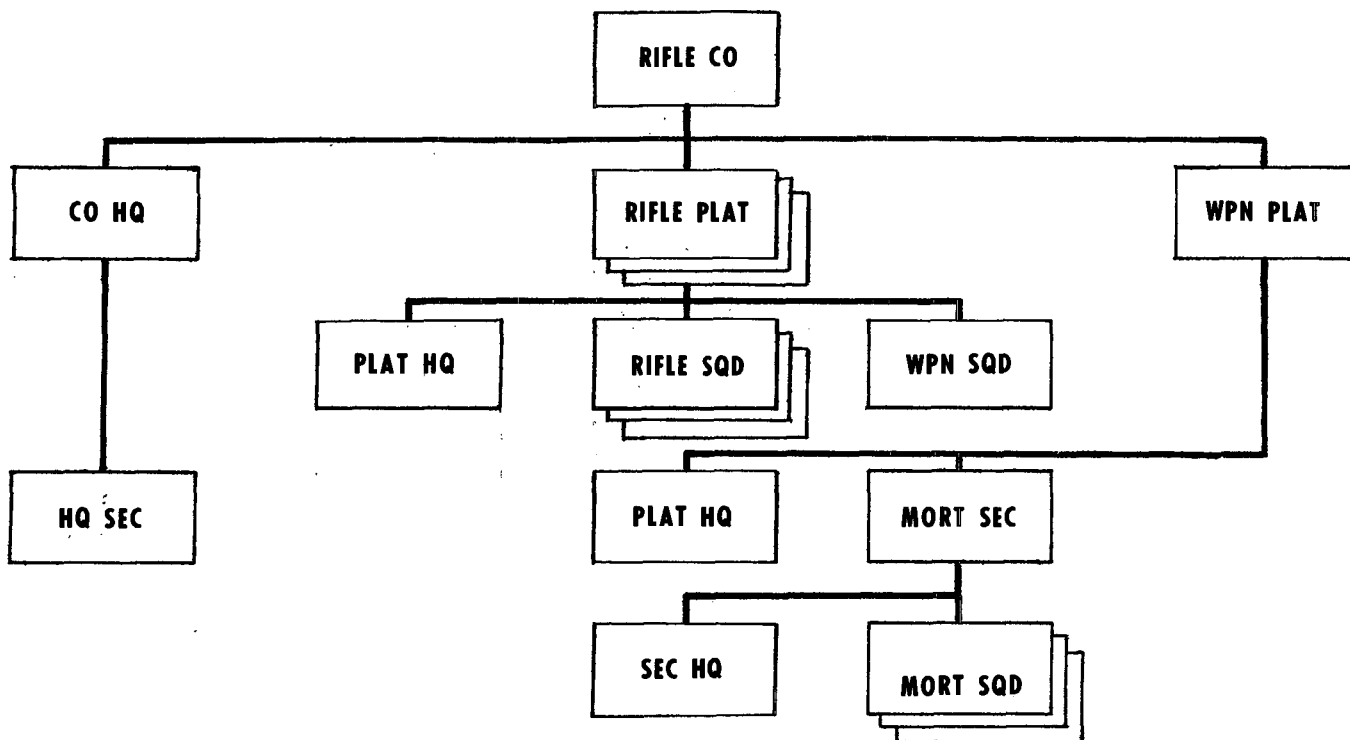 RIFLE CO
CO HQ
RIFLE PLAT
WPN PLAT
PLAT HQ
RIFLE SQD
WPN SQD
HQ SEC
PLAT HQ
MORT SEC
SEC HQ
MORT SQD